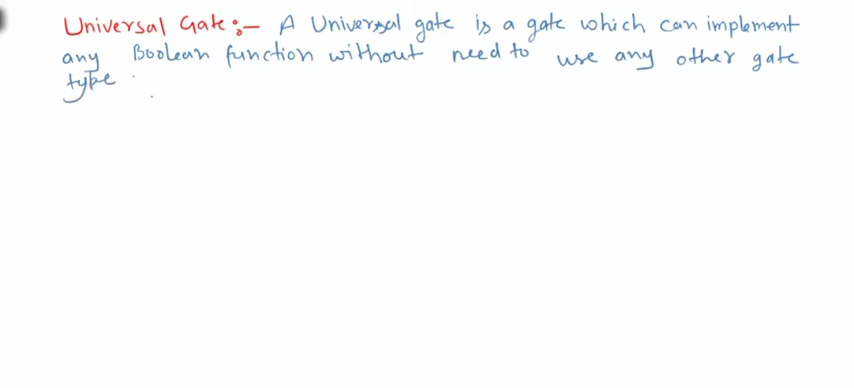 Universal Gate :- A Universal gate is a gate which can implement
any Boolean function without need to use any other gate
type.